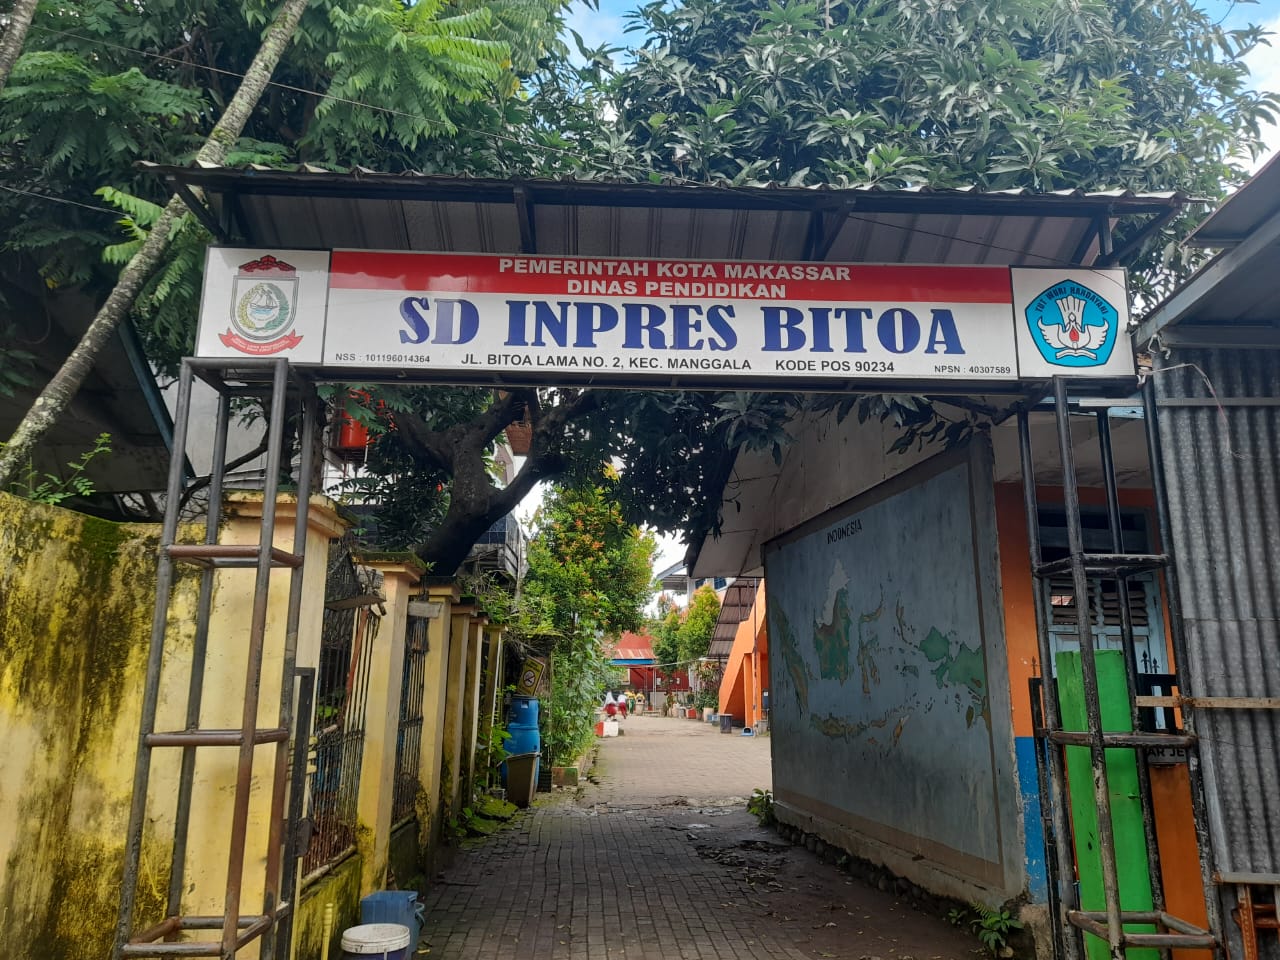 PEMERINTAH KOTA MAKASSAR
DINAS PENDIDIKAN
SD INPRES BITOA
NSS : 101196014364 JL. BITOA LAMA NO. 2, KEC. MANGGALA KODE POS 90234 NPSN : 40307589
TUT WURI HANDAYANI
INDONESIA